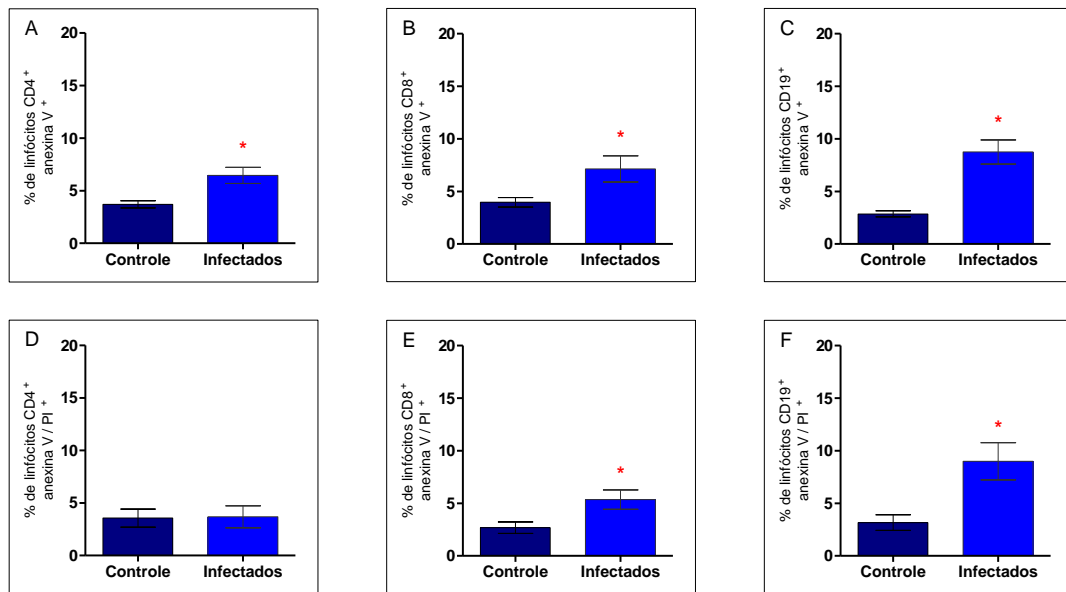 A
% de linfócitos CD4⁺
anexina V⁺
20
15
10
5
0
*
Controle
Infectados
B
% de linfócitos CD8⁺
anexina V⁺
20
15
10
5
0
*
Controle
Infectados
C
% de linfócitos CD19⁺
anexina V⁺
20
15
10
5
0
*
Controle
Infectados
D
% de linfócitos CD4⁺
anexina V / PI⁺
20
15
10
5
0
Controle
Infectados
E
% de linfócitos CD8⁺
anexina V / PI⁺
20
15
10
5
0
*
Controle
Infectados
F
% de linfócitos CD19⁺
anexina V / PI⁺
20
15
10
5
0
*
Controle
Infectados